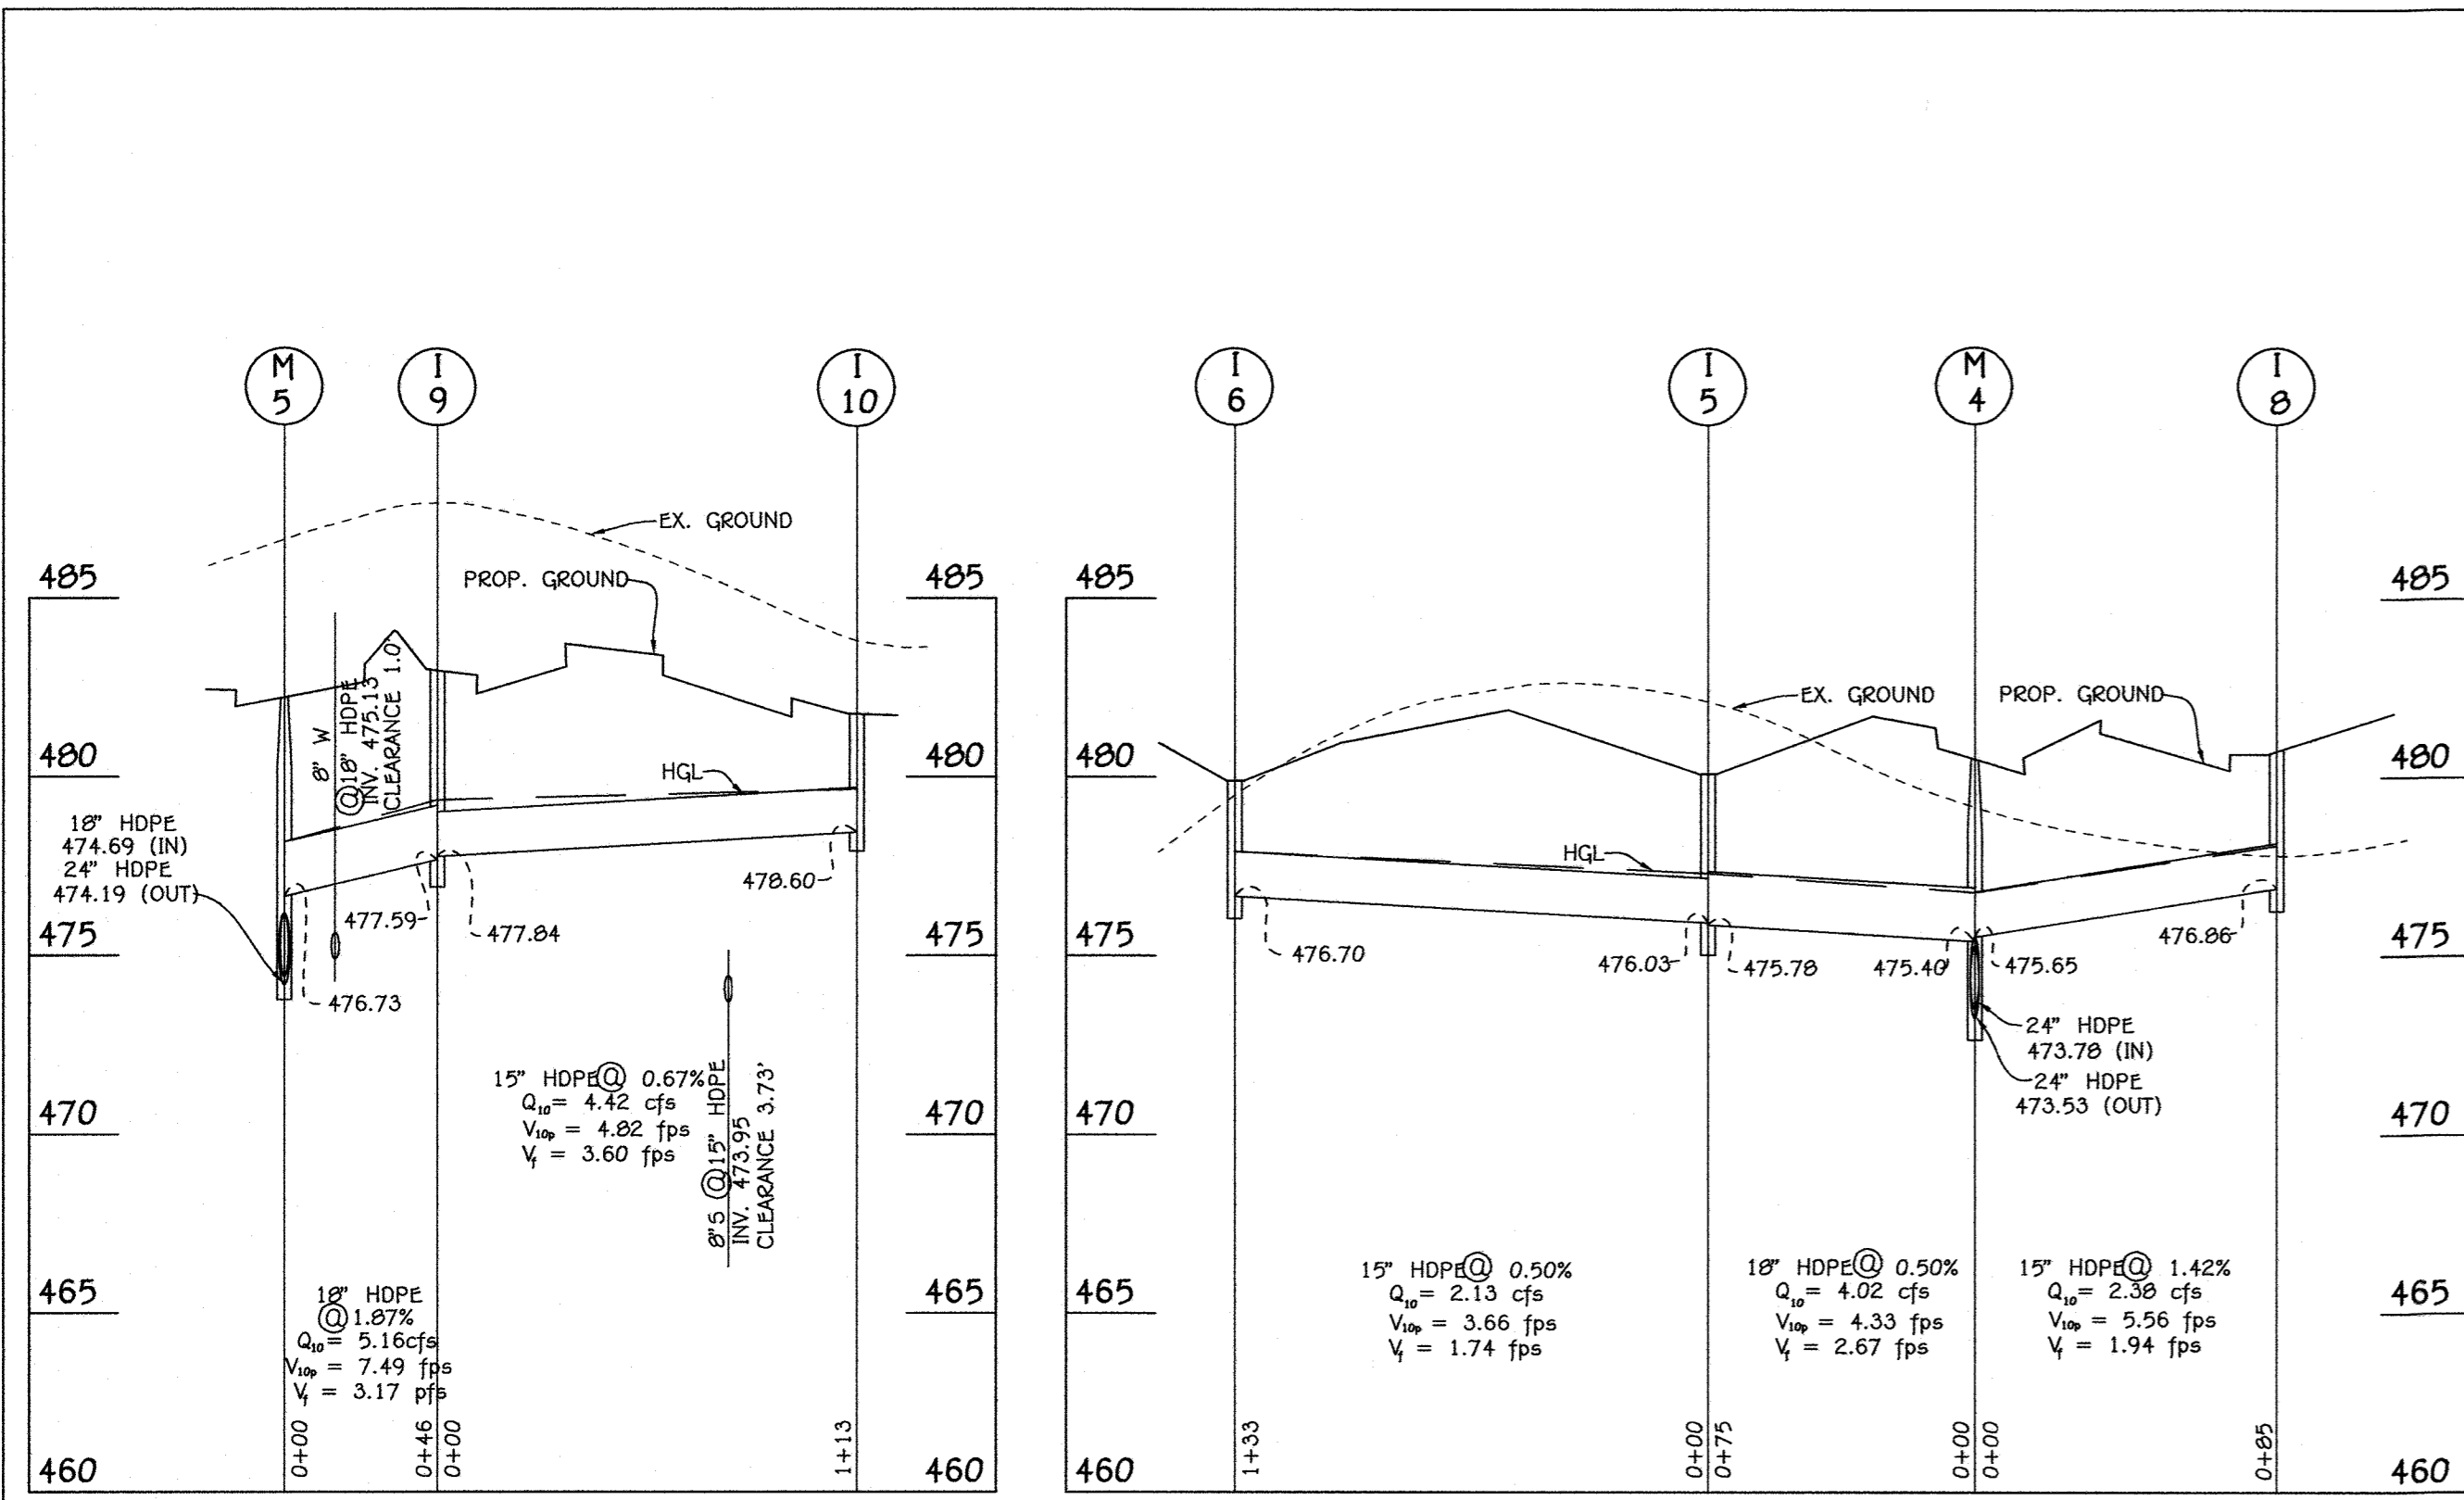 M
5
I
9
I
10
I
6
I
5
M
4
I
8
EX. GROUND
PROP. GROUND
485
485
485
485
8" W
@18" HDPE
INV. 475.13
CLEARANCE 1.0'
EX. GROUND
PROP. GROUND
480
480
480
480
HGL
HGL
18" HDPE
474.69 (IN)
24" HDPE
474.19 (OUT)
475
475
475
475
477.59
477.84
478.60
476.73
476.70
476.03
475.78
475.40
475.65
476.86
24" HDPE
473.78 (IN)
24" HDPE
473.53 (OUT)
470
470
470
470
15" HDPE@ 0.67%
Q10= 4.42 cfs
V10p = 4.82 fps
Vf = 3.60 fps
8"S @15" HDPE
INV. 473.95
CLEARANCE 3.73'
465
465
465
465
18" HDPE
@1.87%
Q10= 5.16cfs
V10p = 7.49 fps
Vf = 3.17 pfs
15" HDPE@ 0.50%
Q10= 2.13 cfs
V10p = 3.66 fps
Vf = 1.74 fps
18" HDPE@ 0.50%
Q10= 4.02 cfs
V10p = 4.33 fps
Vf = 2.67 fps
15" HDPE@ 1.42%
Q10= 2.38 cfs
V10p = 5.56 fps
Vf = 1.94 fps
0+00
0+46
0+00
1+13
1+33
0+00
0+75
0+00
0+00
0+85
460
460
460
460